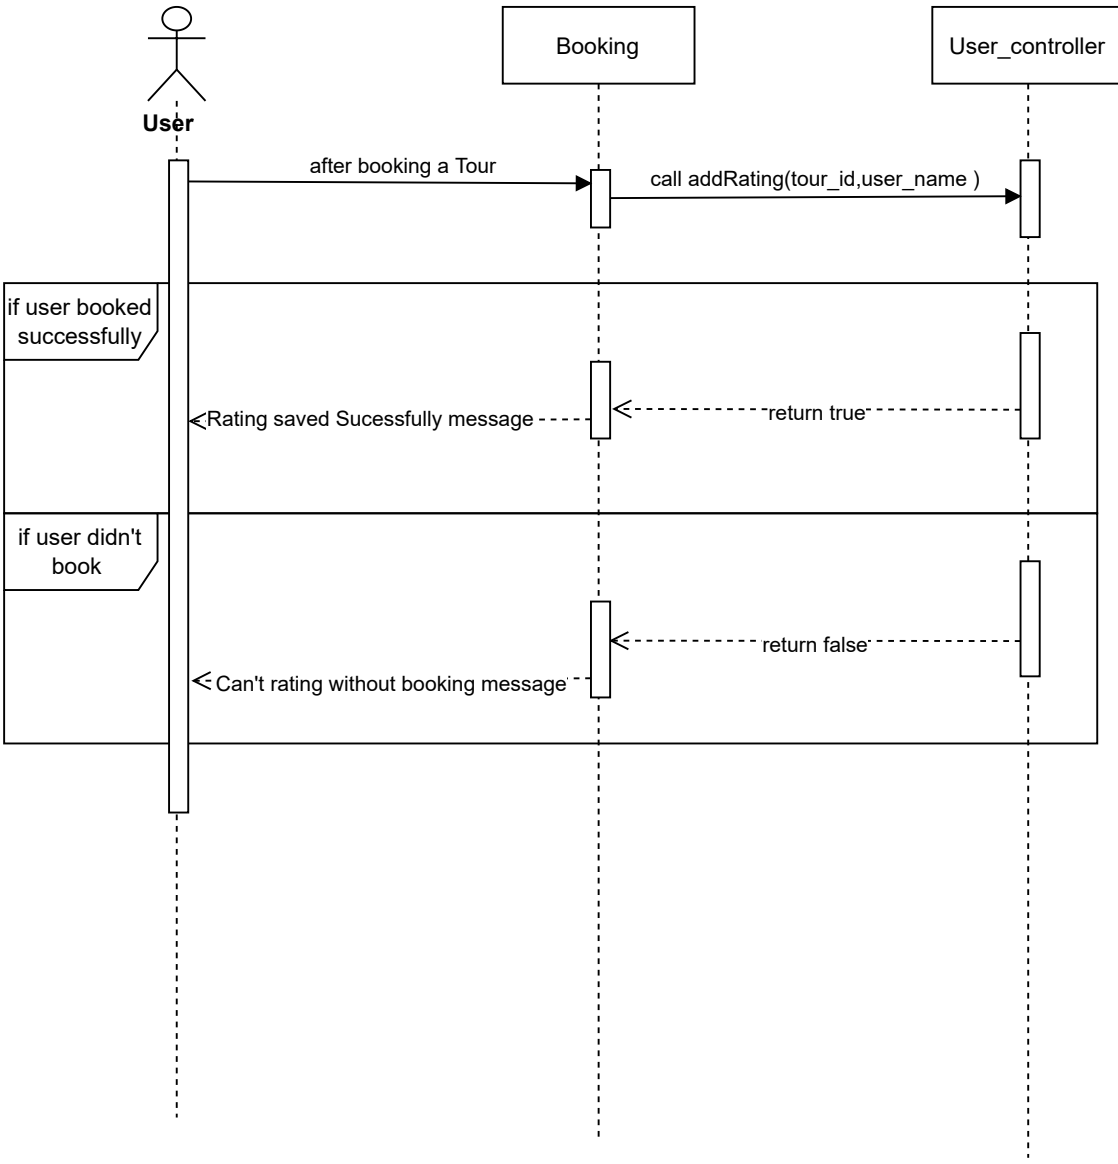 Booking
User_controller
User
after booking a Tour
call addRating(tour_id,user_name )
if user booked
successfully
Rating saved Sucessfully message
return true
if user didn't
book
return false
Can't rating without booking message